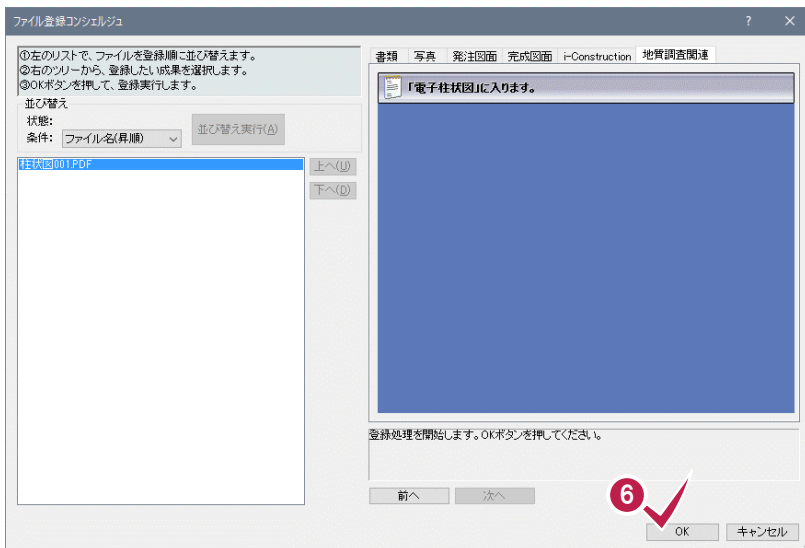 ファイル登録コンシェルジュ
?
①左のリストで、ファイルを登録順に並び替えます。
②右のツリーから、登録したい成果を選択します。
③OKボタンを押して、登録実行します。
並び替え
状態:
条件: ファイル名(昇順)
並び替え実行(A)
柱状図001.PDF
上へ(U)
下へ(D)
書類 写真 発注図面 完成図面 i-Construction 地質調査関連
「電子柱状図」に入ります。
登録処理を開始します。OKボタンを押してください。
前へ 次へ
6
OK キャンセル